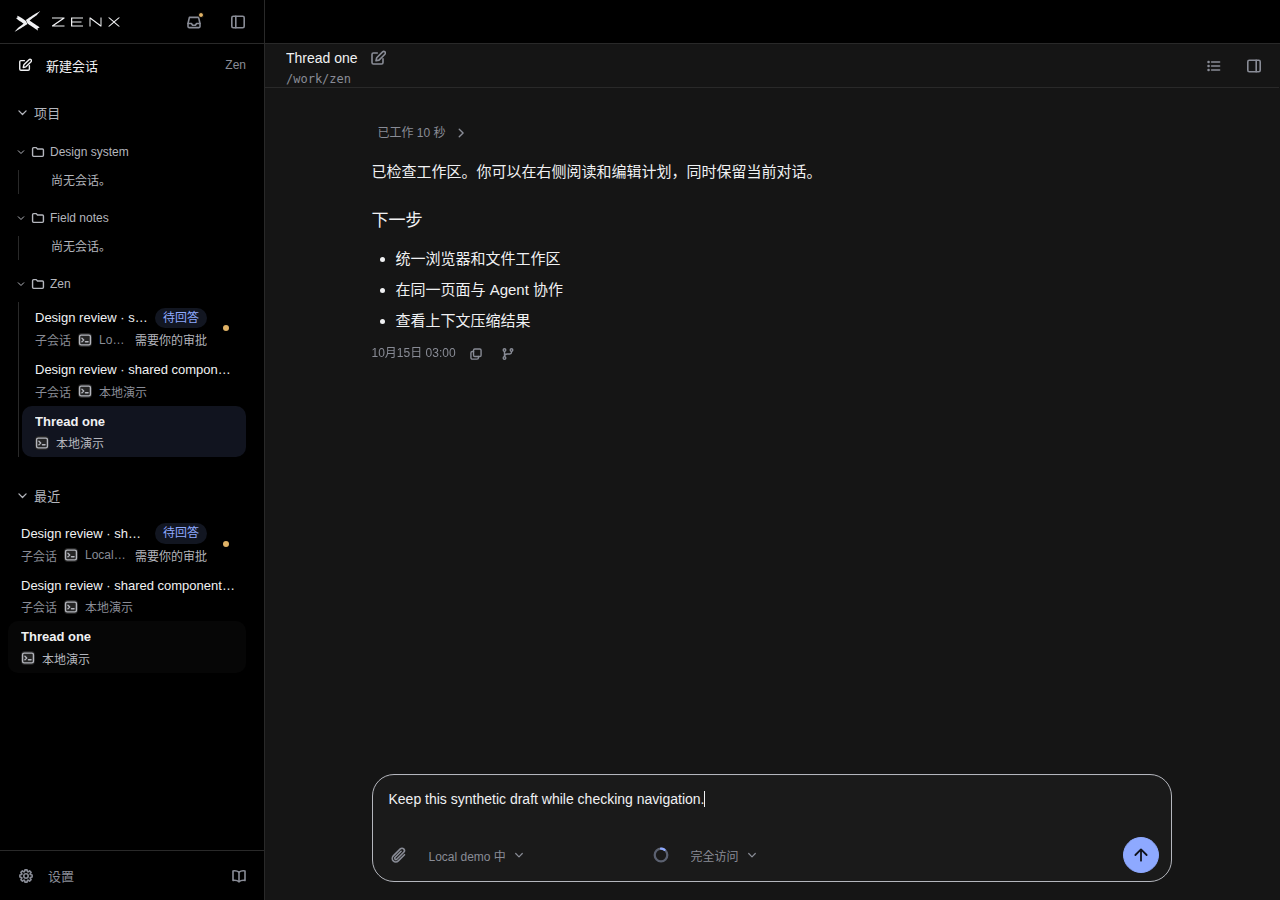 ZENX
新建会话 Zen
项目
Design system
尚无会话。
Field notes
尚无会话。
Zen
Design review · s… 待回答
子会话 Lo… 需要你的审批
Design review · shared compon…
子会话 本地演示
Thread one
本地演示
最近
Design review · sh… 待回答
子会话 Local… 需要你的审批
Design review · shared component…
子会话 本地演示
Thread one
本地演示
设置
Thread one
/work/zen
已工作 10 秒
已检查工作区。你可以在右侧阅读和编辑计划，同时保留当前对话。
下一步
• 统一浏览器和文件工作区
• 在同一页面与 Agent 协作
• 查看上下文压缩结果
10月15日 03:00
Keep this synthetic draft while checking navigation.
Local demo 中 完全访问